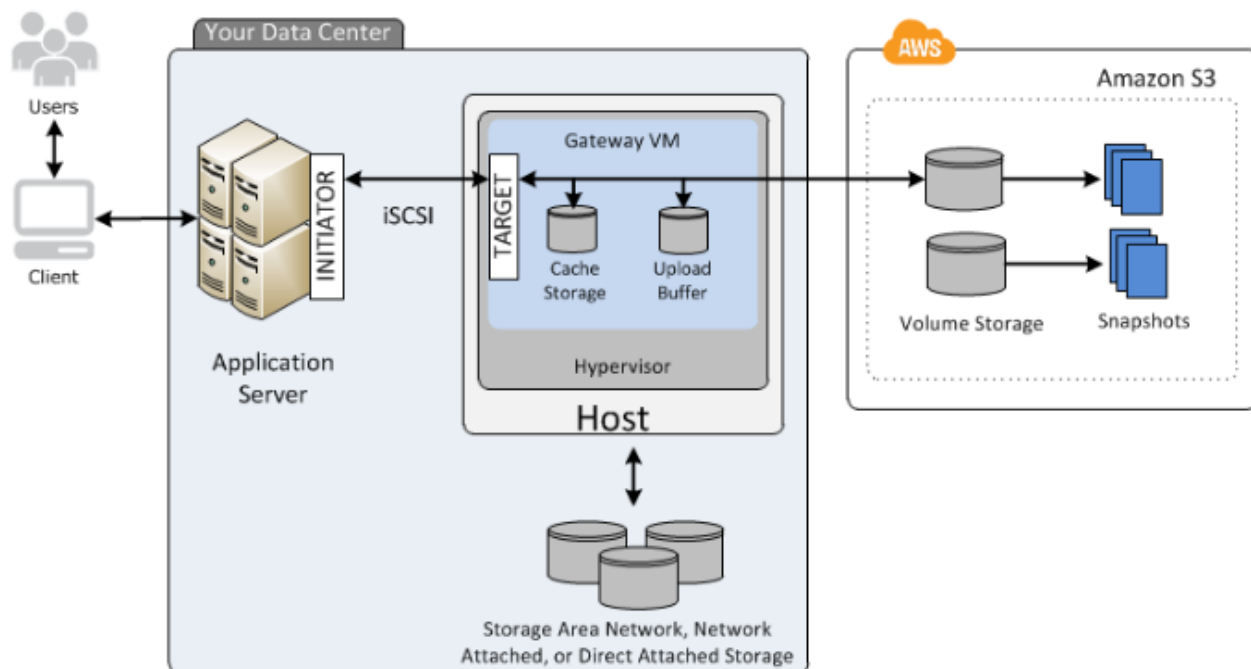 Users
Client
Your Data Center
Application
Server
INITIATOR
iSCSI
TARGET
Gateway VM
Cache
Storage
Upload
Buffer
Hypervisor
Host
Storage Area Network, Network
Attached, or Direct Attached Storage
AWS
Amazon S3
Volume Storage
Snapshots